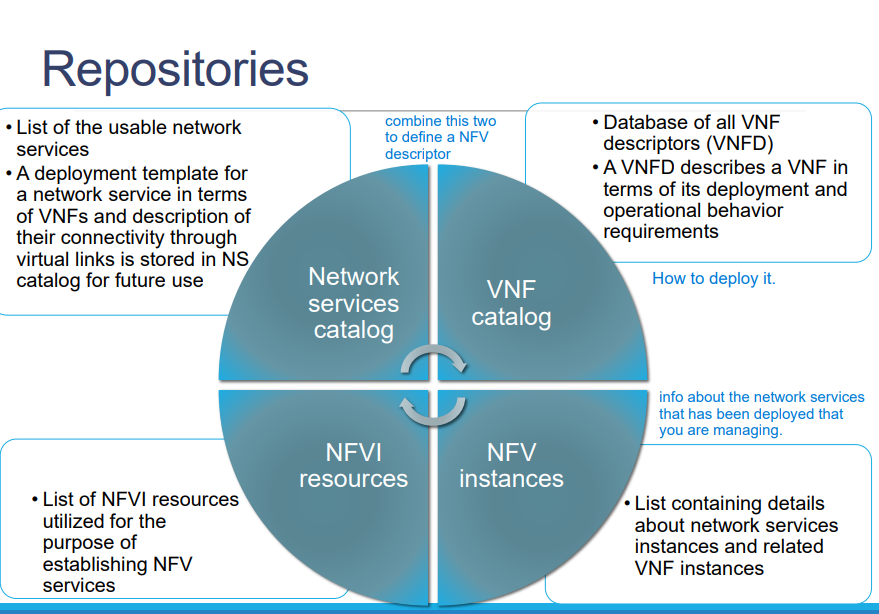 Repositories
• List of the usable network
services
• A deployment template for
a network service in terms
of VNFs and description of
their connectivity through
virtual links is stored in NS
catalog for future use
combine this two
to define a NFV
descriptor
• Database of all VNF
descriptors (VNFD)
• A VNFD describes a VNF in
terms of its deployment and
operational behavior
requirements
How to deploy it.
Network
services
catalog
VNF
catalog
NFVI
resources
NFV
instances
info about the network services
that has been deployed that
you are managing.
• List of NFVI resources
utilized for the
purpose of
establishing NFV
services
• List containing details
about network services
instances and related
VNF instances